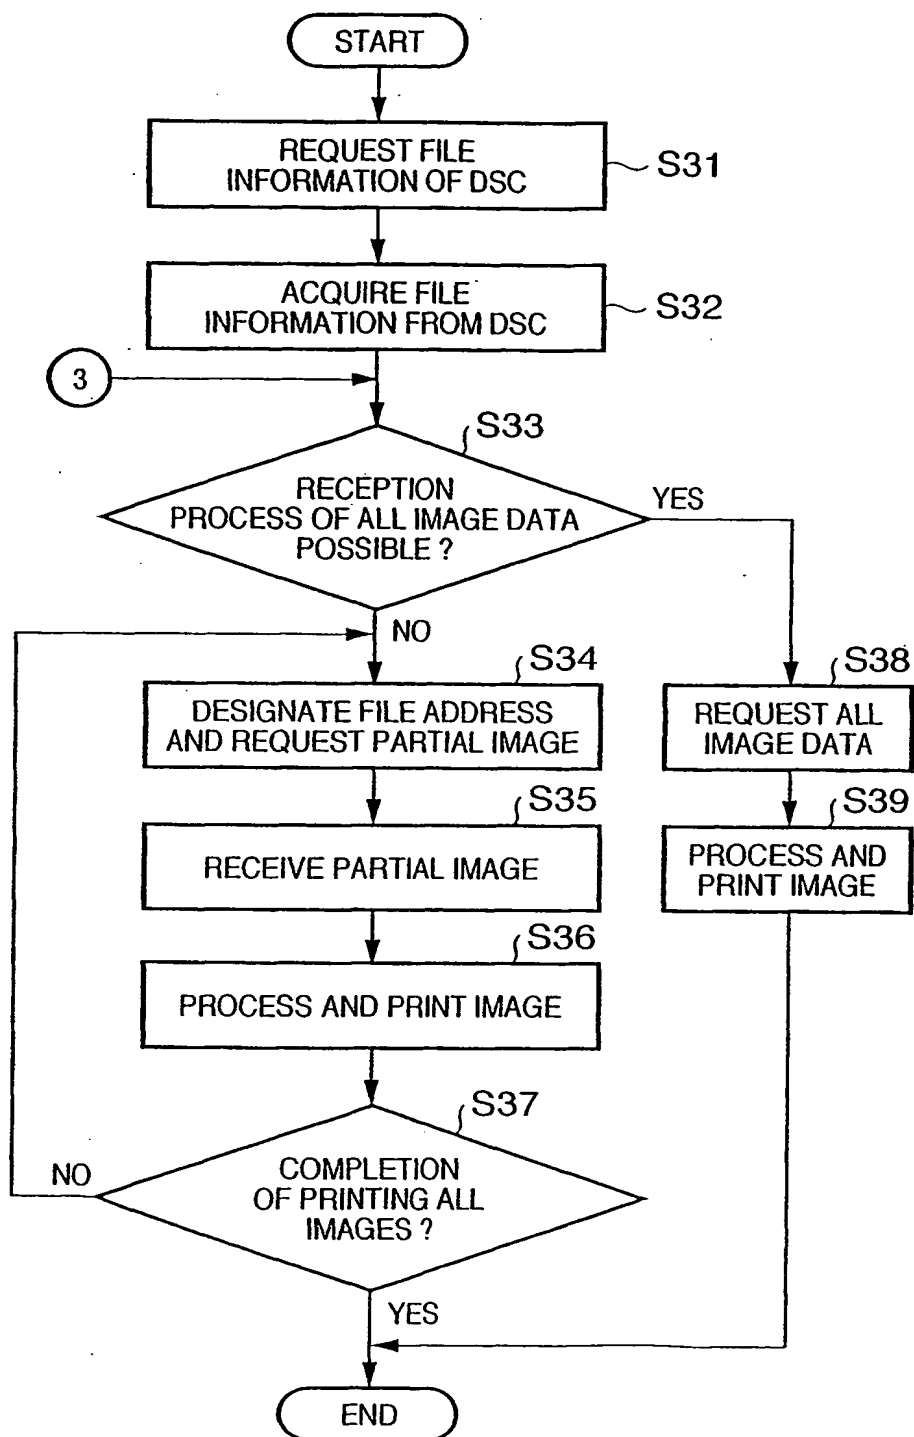 START
REQUEST FILE
INFORMATION OF DSC
S31
ACQUIRE FILE
INFORMATION FROM DSC
S32
3
S33
RECEPTION
PROCESS OF ALL IMAGE DATA
POSSIBLE ?
YES
NO
S34
DESIGNATE FILE ADDRESS
AND REQUEST PARTIAL IMAGE
S38
REQUEST ALL
IMAGE DATA
S35
RECEIVE PARTIAL IMAGE
S39
PROCESS AND
PRINT IMAGE
S36
PROCESS AND PRINT IMAGE
S37
COMPLETION
OF PRINTING ALL
IMAGES ?
NO
YES
END